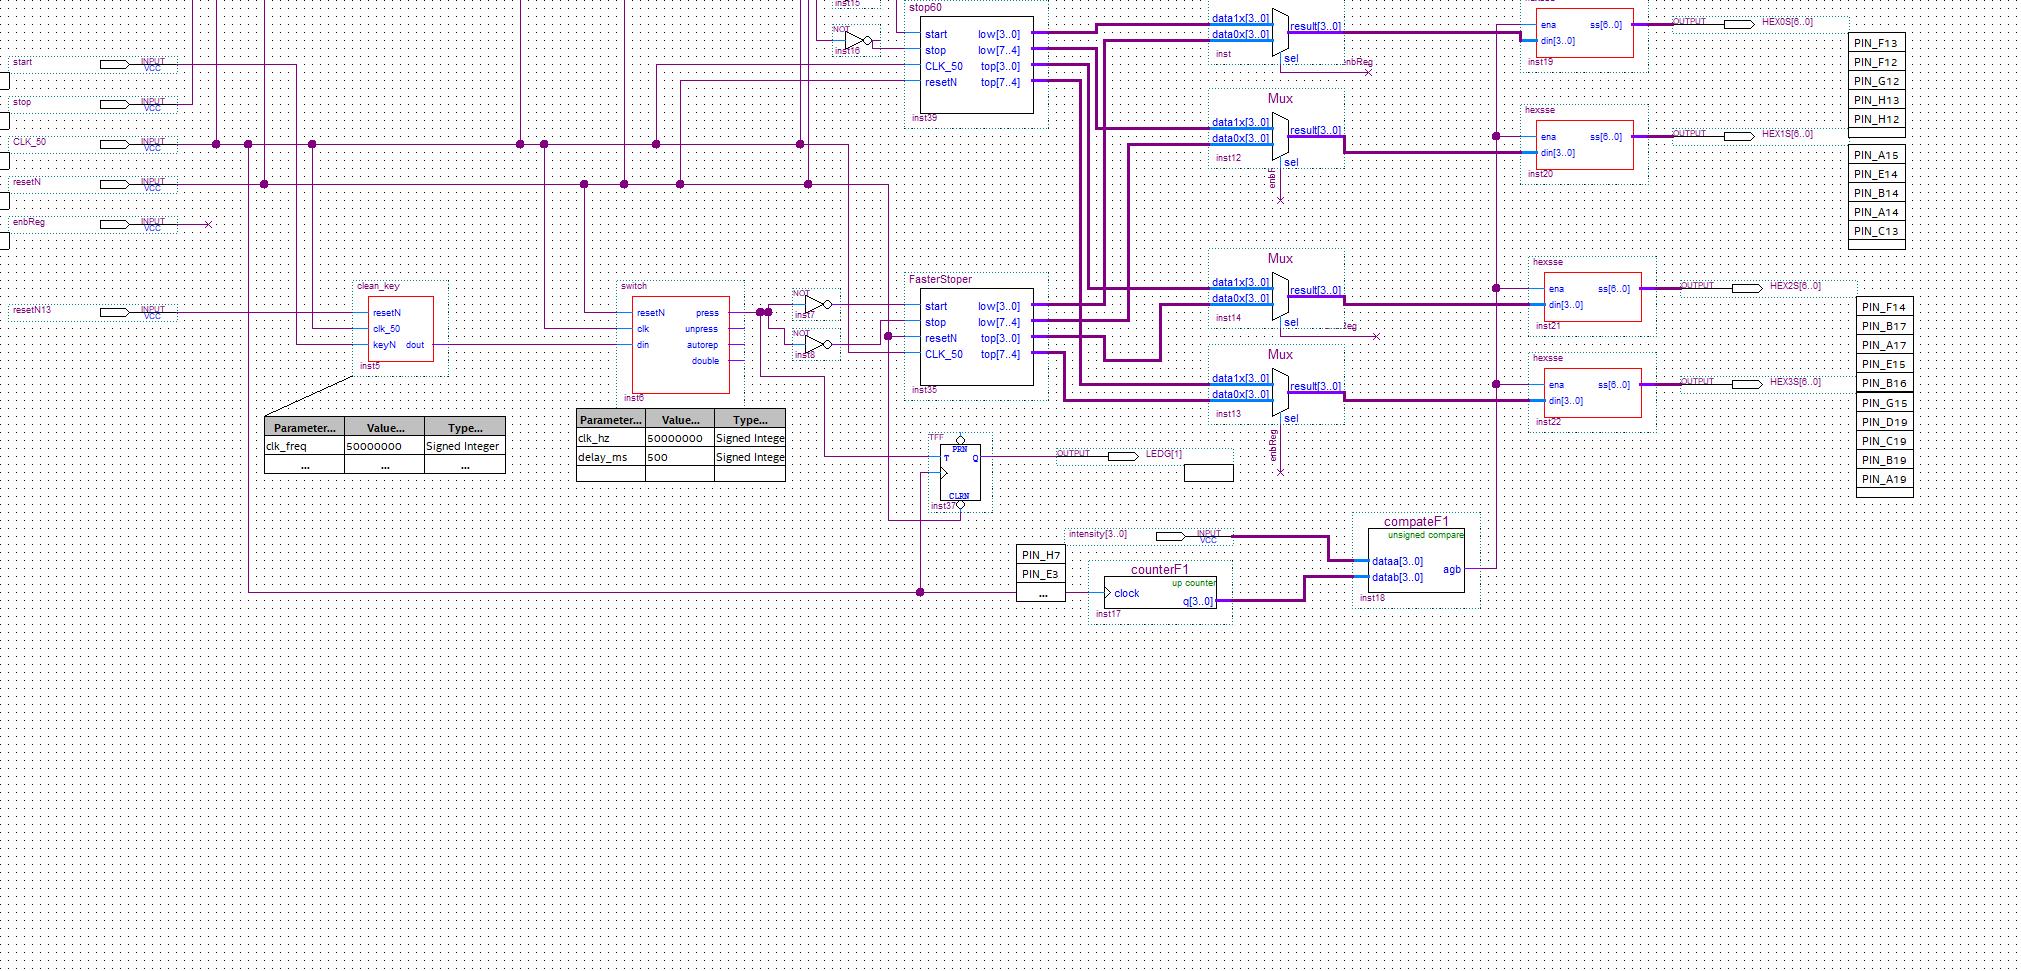 inst15
NOT
inst16
stop60
start low[3..0]
stop low[7..4]
CLK_50 top[3..0]
resetN top[7..4]
inst39
data1x[3..0]
data0x[3..0]
result[3..0]
inst
sel
enbReg
ena ss[6..0]
din[3..0]
inst19
OUTPUT
HEX0S[6..0]
PIN_F13
PIN_F12
PIN_G12
PIN_H13
PIN_H12
start
INPUT
VCC
stop
INPUT
VCC
CLK_50
INPUT
VCC
resetN
INPUT
VCC
enbReg
INPUT
VCC
Mux
data1x[3..0]
data0x[3..0]
result[3..0]
inst12
sel
hexsse
ena ss[6..0]
din[3..0]
inst20
OUTPUT
HEX1S[6..0]
PIN_A15
PIN_E14
PIN_B14
PIN_A14
PIN_C13
resetN13
INPUT
VCC
clean_key
resetN
clk_50
keyN dout
inst5
switch
resetN press
clk unpress
din autorep
double
inst6
NOT
inst7
NOT
inst8
FasterStoper
start low[3..0]
stop low[7..4]
resetN top[3..0]
CLK_50 top[7..4]
inst35
Mux
data1x[3..0]
data0x[3..0]
result[3..0]
inst14
sel
hexsse
ena ss[6..0]
din[3..0]
inst21
OUTPUT
HEX2S[6..0]
Mux
data1x[3..0]
data0x[3..0]
result[3..0]
inst13
sel
enbReg
hexsse
ena ss[6..0]
din[3..0]
inst22
OUTPUT
HEX3S[6..0]
PIN_F14
PIN_B17
PIN_A17
PIN_E15
PIN_B16
PIN_G15
PIN_D19
PIN_C19
PIN_B19
PIN_A19
Parameter... Value... Type...
clk_freq 50000000 Signed Integer
... ... ...
Parameter... Value... Type...
clk_hz 50000000 Signed Intege
delay_ms 500 Signed Intege
TFF
PRN
T Q
CLRN
inst37
OUTPUT
LEDG[1]
intensity[3..0]
INPUT
VCC
PIN_H7
PIN_E3
...
counterF1
up counter
clock
q[3..0]
inst17
compateF1
unsigned compare
dataa[3..0]
datab[3..0]
agb
inst18